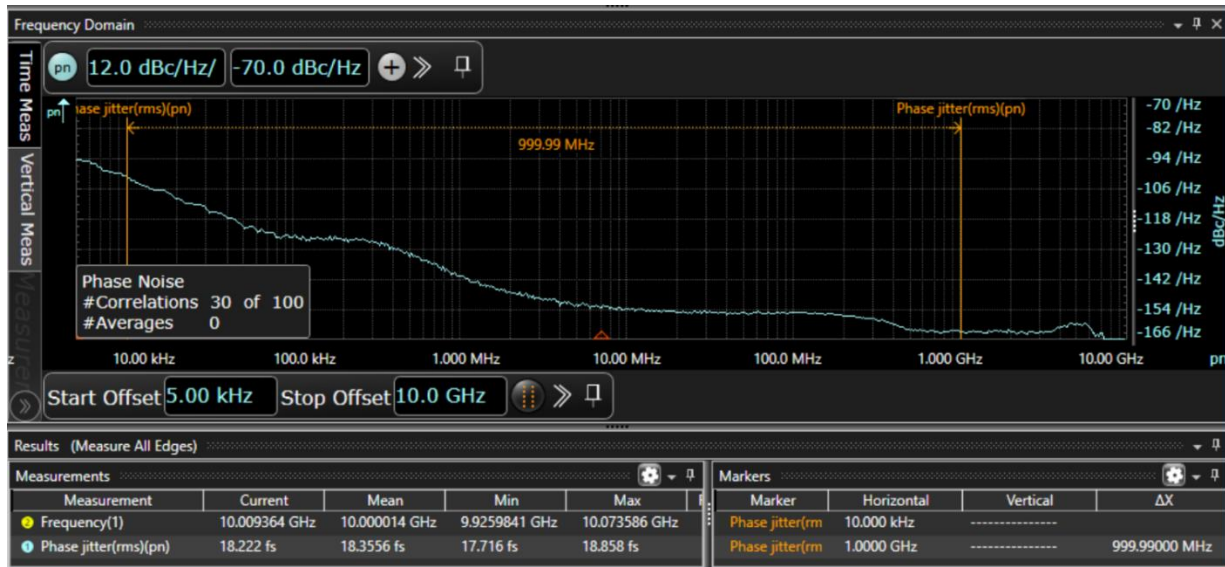 Frequency Domain
Time Meas
Vertical Meas
Measurem
pn 12.0 dBc/Hz/ -70.0 dBc/Hz
pn
hase jitter(rms)(pn)
Phase jitter(rms)(pn)
999.99 MHz
-70 /Hz
-82 /Hz
-94 /Hz
-106 /Hz
-118 /Hz
-130 /Hz
-142 /Hz
-154 /Hz
-166 /Hz
dBc/Hz
Phase Noise
#Correlations 30 of 100
#Averages 0
z 10.00 kHz 100.0 kHz 1.000 MHz 10.00 MHz 100.0 MHz 1.000 GHz 10.00 GHz pn
Start Offset 5.00 kHz Stop Offset 10.0 GHz
Results (Measure All Edges)
Measurements
Measurement Current Mean Min Max
2 Frequency(1) 10.009364 GHz 10.000014 GHz 9.9259841 GHz 10.073586 GHz
1 Phase jitter(rms)(pn) 18.222 fs 18.3556 fs 17.716 fs 18.858 fs
Markers
Marker Horizontal Vertical ΔX
Phase jitter(rm 10.000 kHz ---------------
Phase jitter(rm 1.0000 GHz --------------- 999.99000 MHz